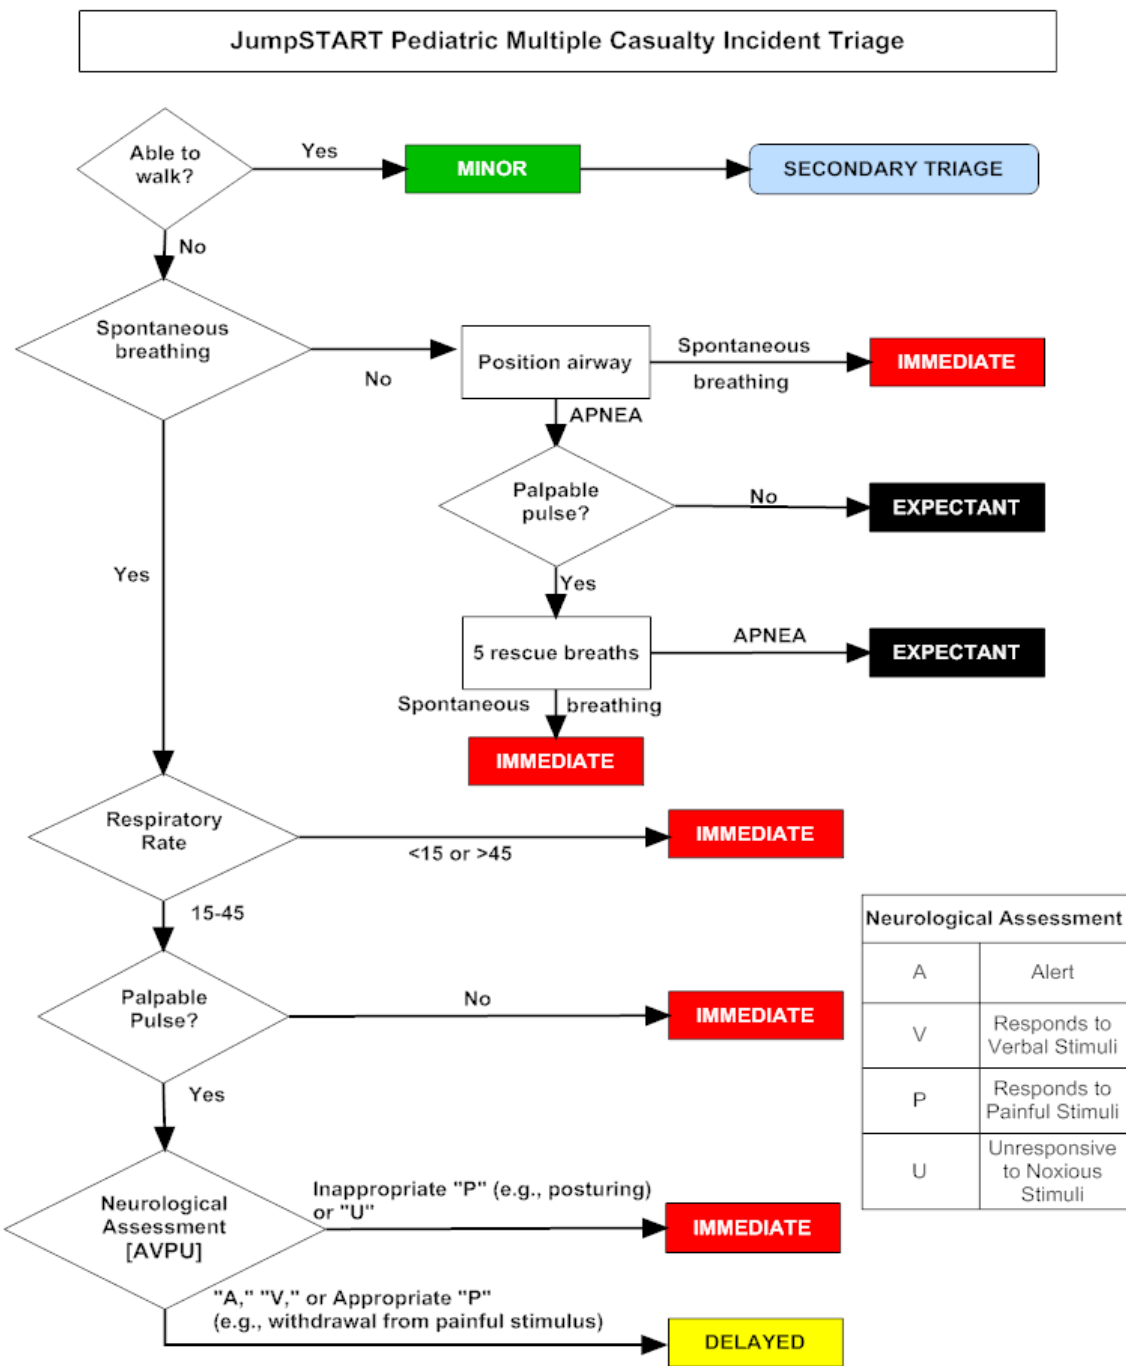 JumpSTART Pediatric Multiple Casualty Incident Triage
Able to
walk?
Yes
MINOR
SECONDARY TRIAGE
No
Spontaneous
breathing
No
Position airway
Spontaneous
breathing
IMMEDIATE
APNEA
Palpable
pulse?
No
EXPECTANT
Yes
Yes
5 rescue breaths
APNEA
EXPECTANT
Spontaneous breathing
IMMEDIATE
Respiratory
Rate
<15 or >45
IMMEDIATE
15-45
Palpable
Pulse?
No
IMMEDIATE
Yes
Neurological
Assessment
[AVPU]
Inappropriate "P" (e.g., posturing)
or "U"
IMMEDIATE
"A," "V," or Appropriate "P"
(e.g., withdrawal from painful stimulus)
DELAYED
Neurological Assessment
A
Alert
V
Responds to
Verbal Stimuli
P
Responds to
Painful Stimuli
U
Unresponsive
to Noxious
Stimuli